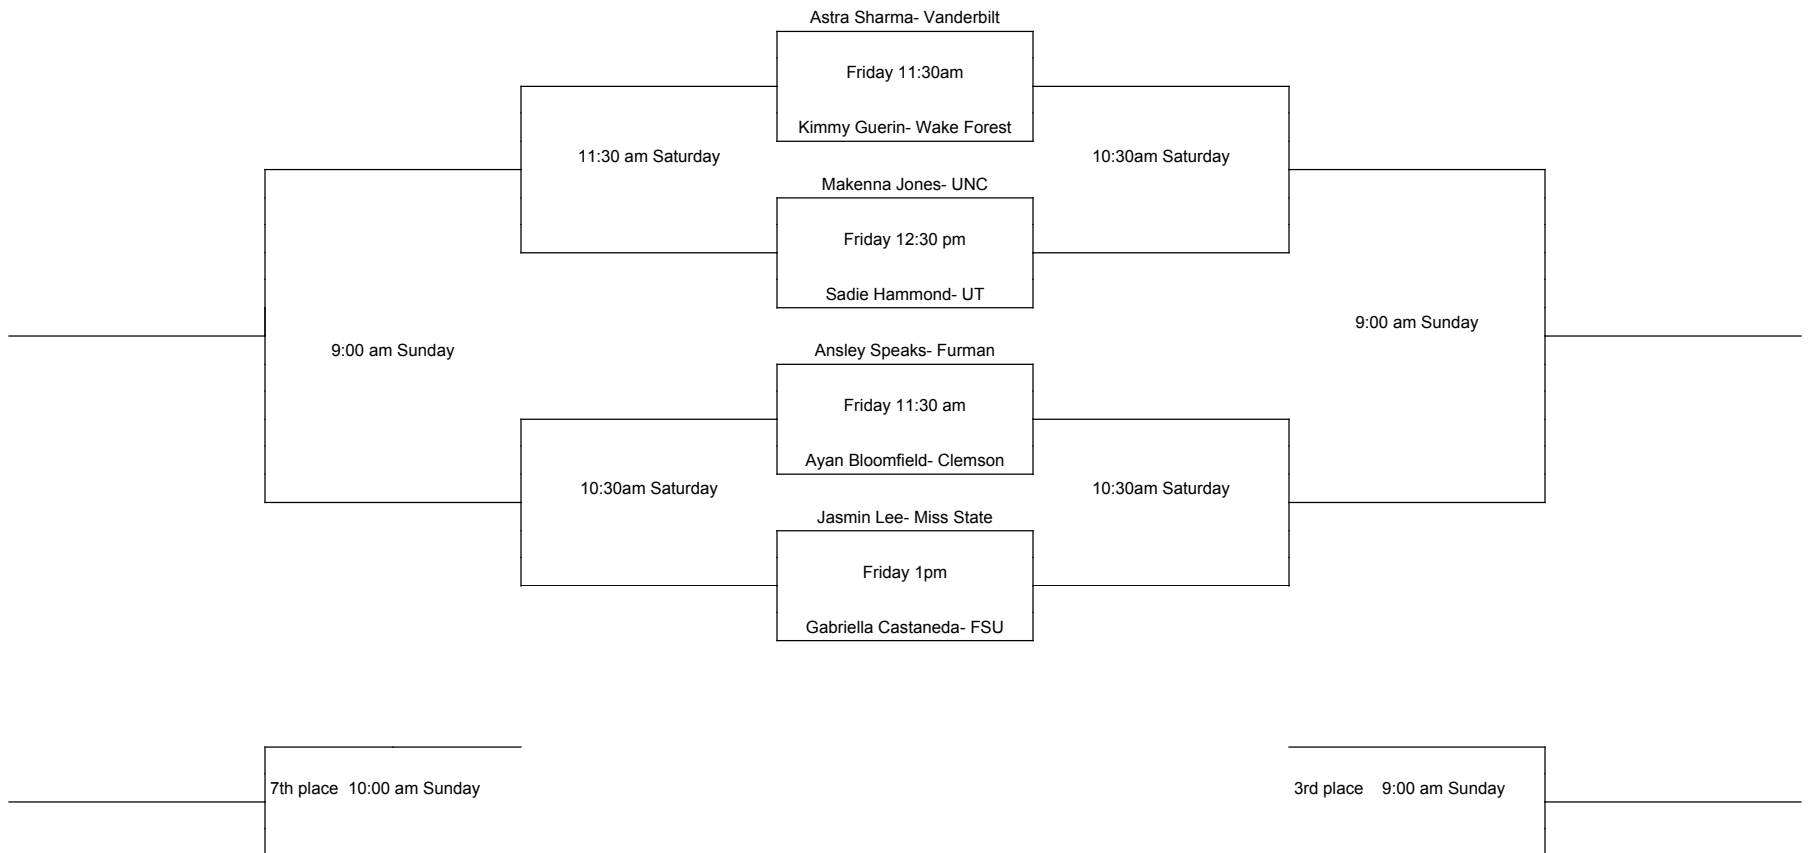 Astra Sharma- Vanderbilt
Friday 11:30am
Kimmy Guerin- Wake Forest
11:30 am Saturday
10:30am Saturday
Makenna Jones- UNC
Friday 12:30 pm
Sadie Hammond- UT
9:00 am Sunday
9:00 am Sunday
Ansley Speaks- Furman
Friday 11:30 am
Ayan Bloomfield- Clemson
10:30am Saturday
10:30am Saturday
Jasmin Lee- Miss State
Friday 1pm
Gabriella Castaneda- FSU
7th place 10:00 am Sunday
3rd place 9:00 am Sunday